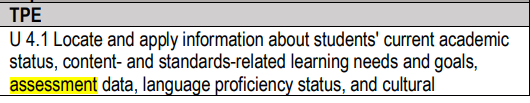 TPE
U 4.1 Locate and apply information about students' current academic
status, content- and standards-related learning needs and goals,
assessment data, language proficiency status, and cultural